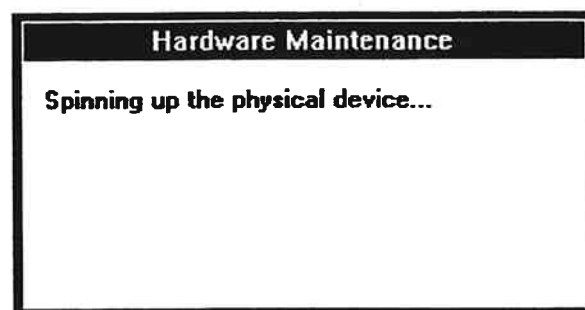 Hardware Maintenance
Spinning up the physical device...